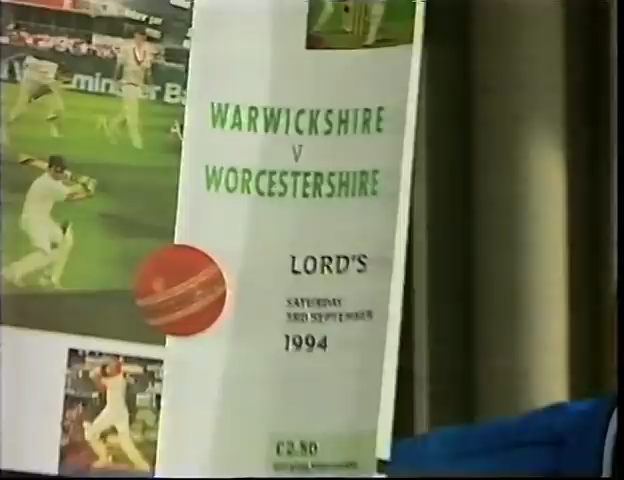 WARWICKSHIRE
V
WORCESTERSHIRE
LORD'S
SATURDAY
3RD SEPTEMBER
1994
£2.50